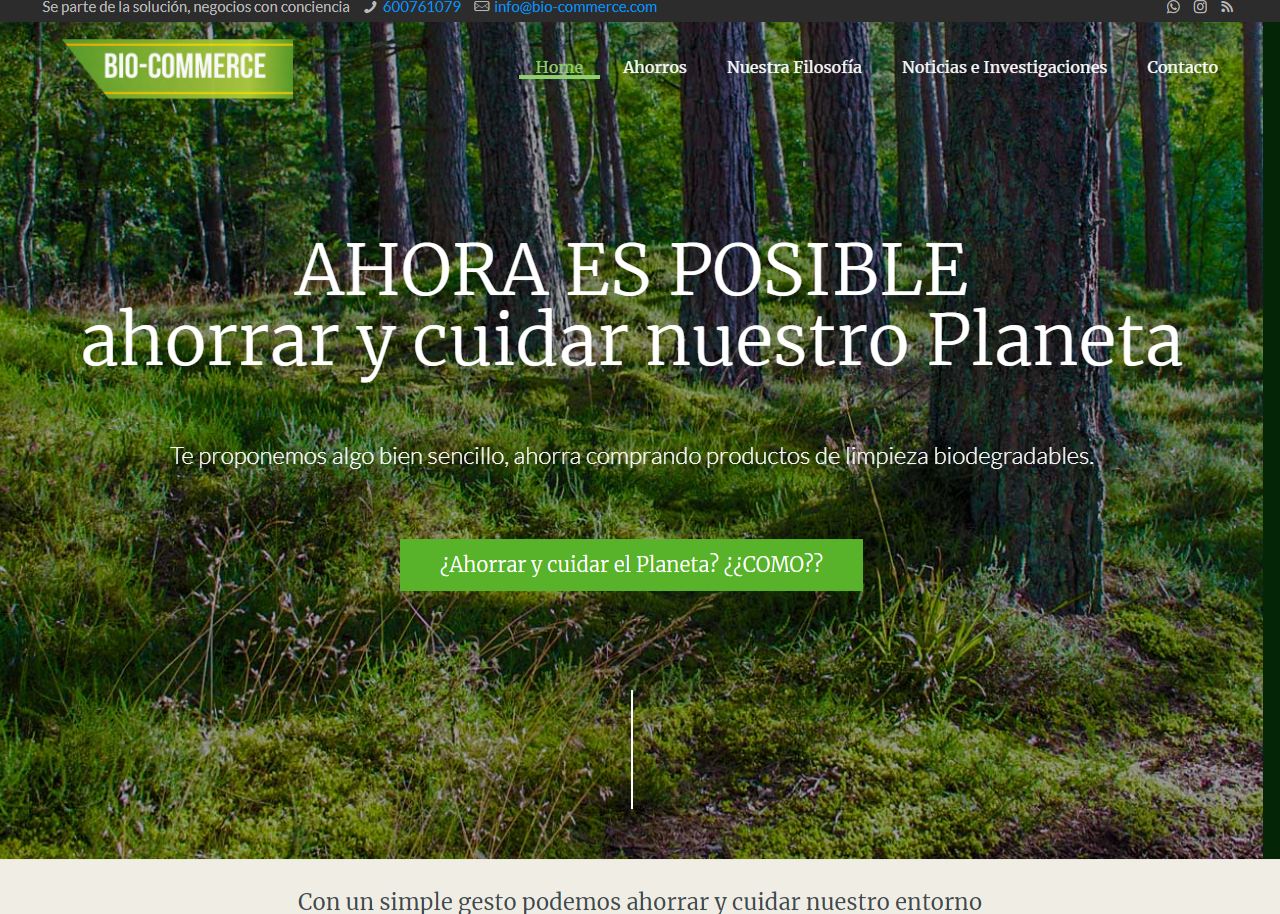 Se parte de la solución, negocios con conciencia 600761079 info@bio-commerce.com
BIO-COMMERCE
Home Ahorros Nuestra Filosofía Noticias e Investigaciones Contacto
AHORA ES POSIBLE
ahorrar y cuidar nuestro Planeta
Te proponemos algo bien sencillo, ahorra comprando productos de limpieza biodegradables.
¿Ahorrar y cuidar el Planeta? ¿¿COMO??
Con un simple gesto podemos ahorrar y cuidar nuestro entorno